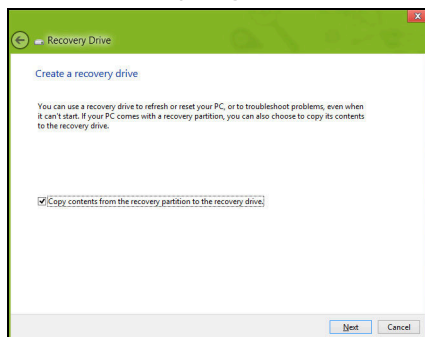 Recovery Drive
Create a recovery drive
You can use a recovery drive to refresh or reset your PC, or to troubleshoot problems, even when
it can't start. If your PC comes with a recovery partition, you can also choose to copy its contents
to the recovery drive.
Copy contents from the recovery partition to the recovery drive.
Next Cancel